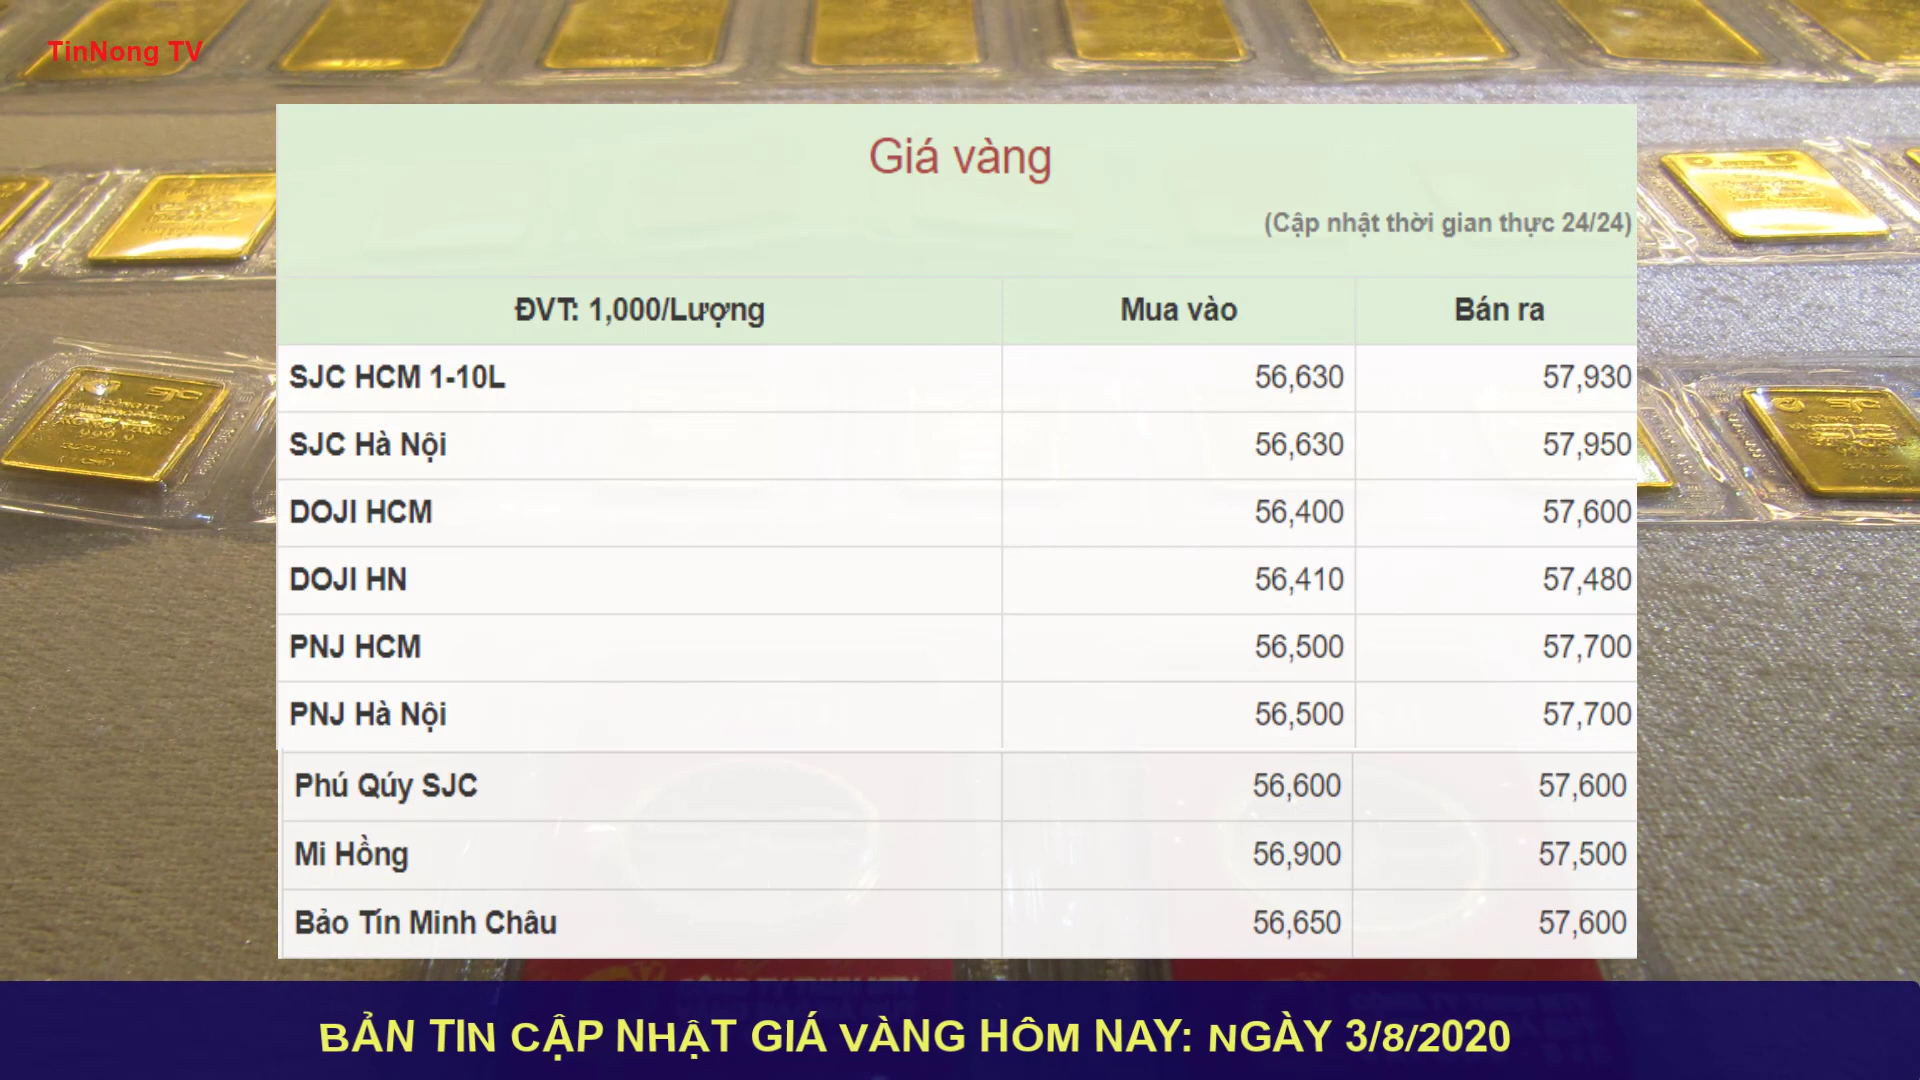 TinNong TV
Giá vàng
(Cập nhật thời gian thực 24/24)
ĐVT: 1,000/Lượng Mua vào Bán ra
SJC HCM 1-10L 56,630 57,930
SJC Hà Nội 56,630 57,950
DOJI HCM 56,400 57,600
DOJI HN 56,410 57,480
PNJ HCM 56,500 57,700
PNJ Hà Nội 56,500 57,700
Phú Qúy SJC 56,600 57,600
Mi Hồng 56,900 57,500
Bảo Tín Minh Châu 56,650 57,600
BẢN TIN CẬP NHẬT GIÁ VÀNG HÔM NAY: NGÀY 3/8/2020